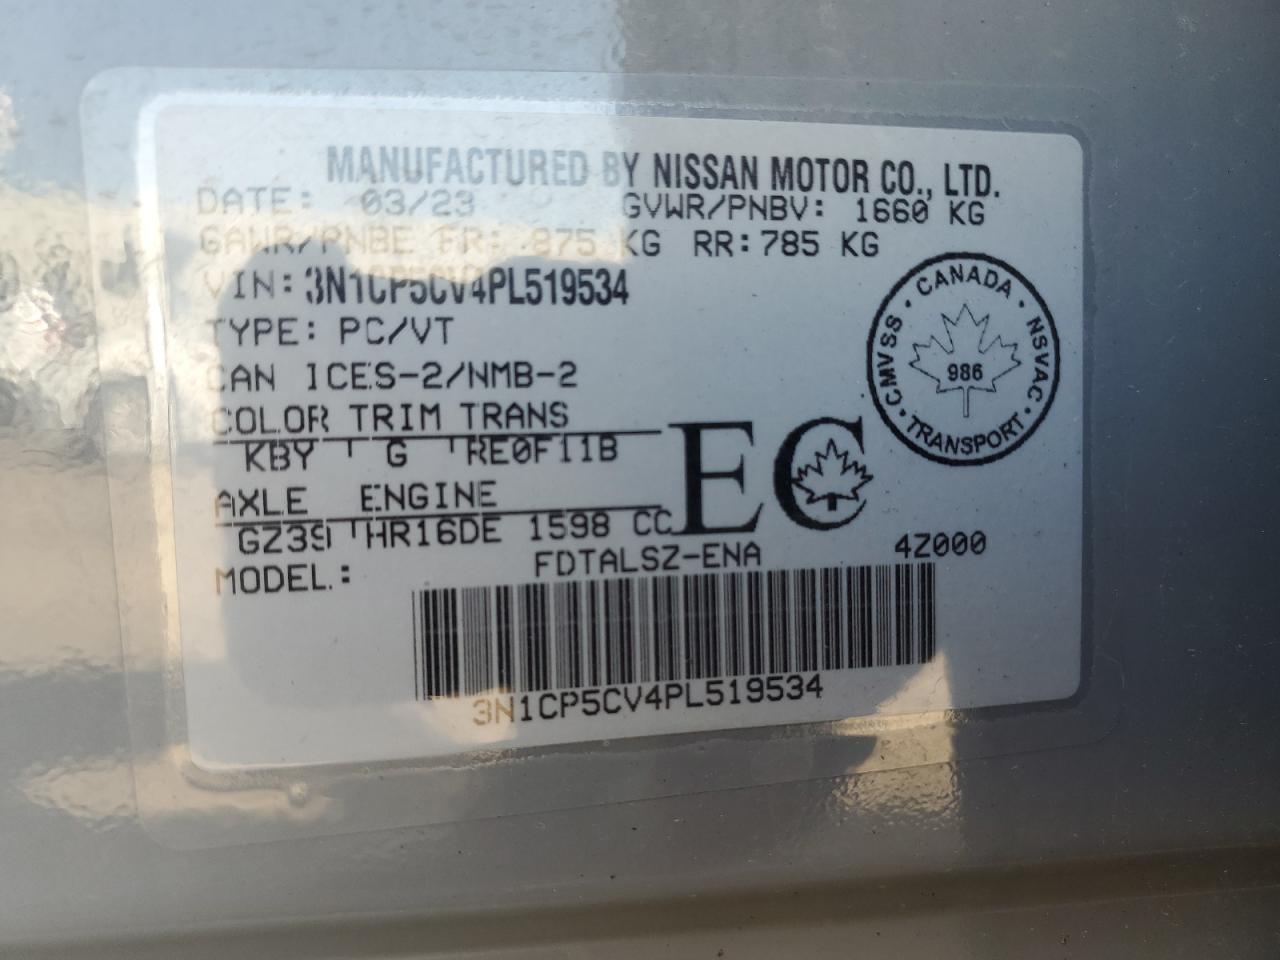 MANUFACTURED BY NISSAN MOTOR CO., LTD.
DATE: 03/23 GVWR/PNBV: 1660 KG
GAWR/PNBE FR: 875 KG RR: 785 KG
VIN: 3N1CP5CV4PL519534
TYPE: PC/VT
CAN ICES-2/NMB-2
COLOR TRIM TRANS
KBY G RE0F11B
AXLE ENGINE
GZ39 HR16DE 1598 CC
MODEL: FDTALSZ-ENA 4Z000
3N1CP5CV4PL519534
CANADA
CMVSS NSVAC
986
TRANSPORT
EC